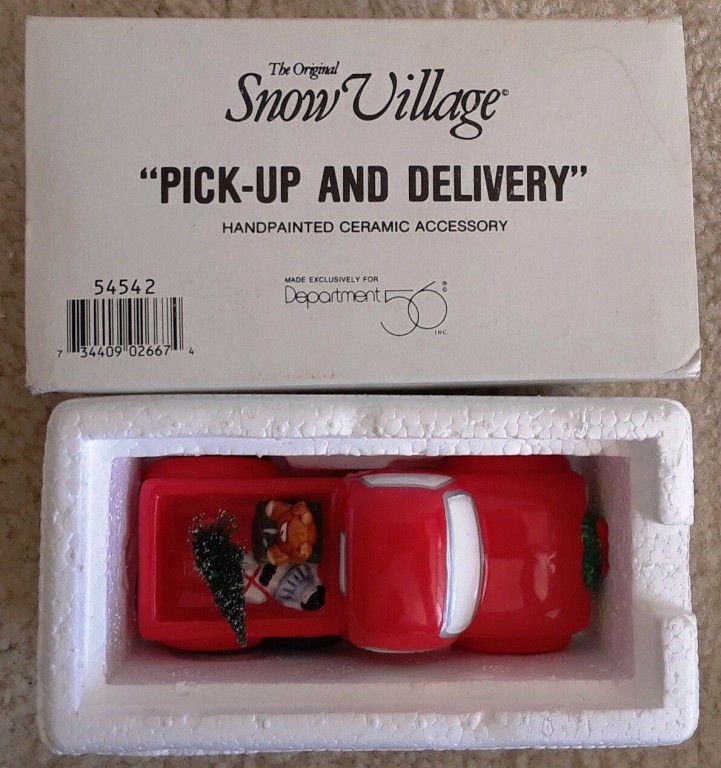 The Original
Snow Village©
“PICK-UP AND DELIVERY”
HANDPAINTED CERAMIC ACCESSORY
54542
7 34409 02667 4
MADE EXCLUSIVELY FOR
Department 56®©
INC.